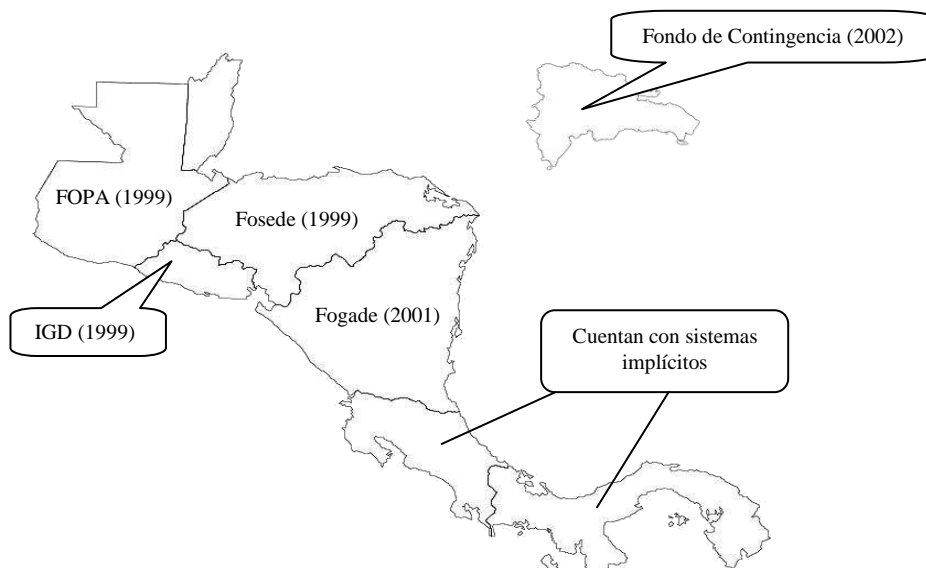 Fondo de Contingencia (2002)
FOPA (1999)
Fosede (1999)
IGD (1999)
Fogade (2001)
Cuentan con sistemas
implícitos